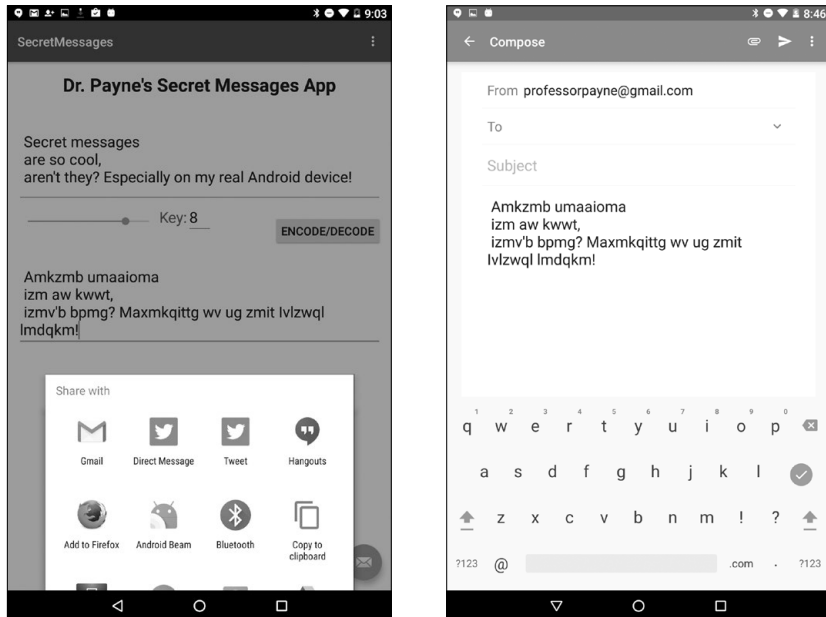 9:03
SecretMessages
Dr. Payne's Secret Messages App
Secret messages
are so cool,
aren't they? Especially on my real Android device!
Key: 8
ENCODE/DECODE
Amkzmb umaaioma
izm aw kwwt,
izmv'b bpmg? Maxmkqittg wv ug zmit Ivlzwql
lmdqkm!
Share with
Gmail Direct Message Tweet Hangouts
Add to Firefox Android Beam Bluetooth Copy to
clipboard
8:46
Compose
From professorpayne@gmail.com
To
Subject
Amkzmb umaaioma
izm aw kwwt,
izmv'b bpmg? Maxmkqittg wv ug zmit
Ivlzwql lmdqkm!
1 2 3 4 5 6 7 8 9 0
q w e r t y u i o p
a s d f g h j k l
z x c v b n m ! ?
?123 @ .com . ?123